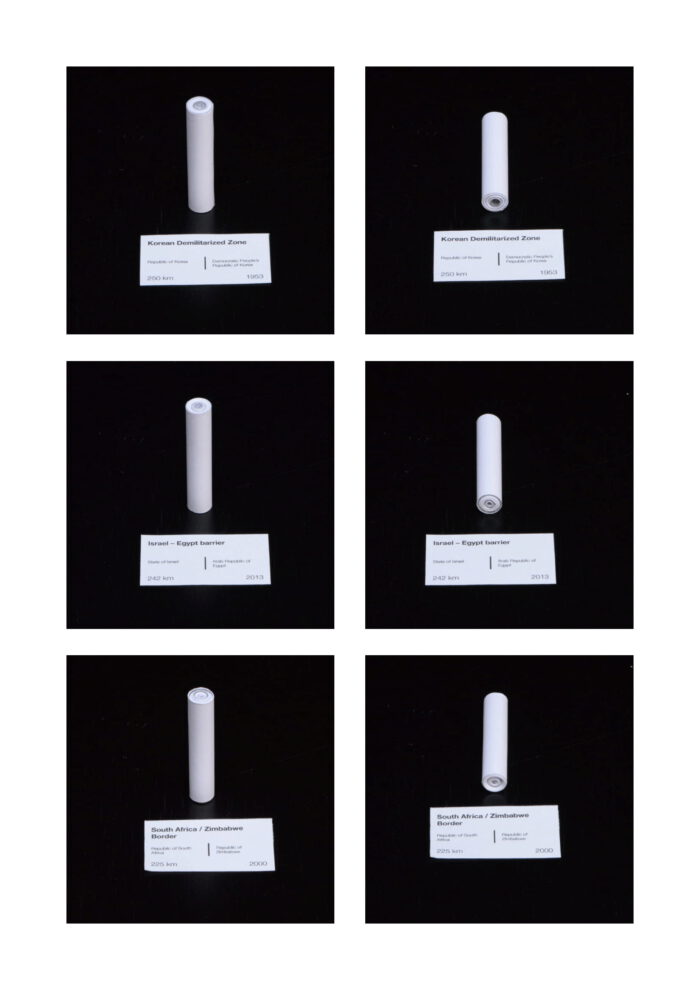 Korean Demilitarized Zone
Republic of Korea | Democratic People's
Republic of Korea
250 km 1953
Korean Demilitarized Zone
Republic of Korea | Democratic People's
Republic of Korea
250 km 1953
Israel – Egypt barrier
State of Israel | Arab Republic of
Egypt
242 km 2013
Israel – Egypt barrier
State of Israel | Arab Republic of
Egypt
242 km 2013
South Africa / Zimbabwe
Border
Republic of South | Republic of
Africa Zimbabwe
225 km 2000
South Africa / Zimbabwe
Border
Republic of South | Republic of
Africa Zimbabwe
225 km 2000